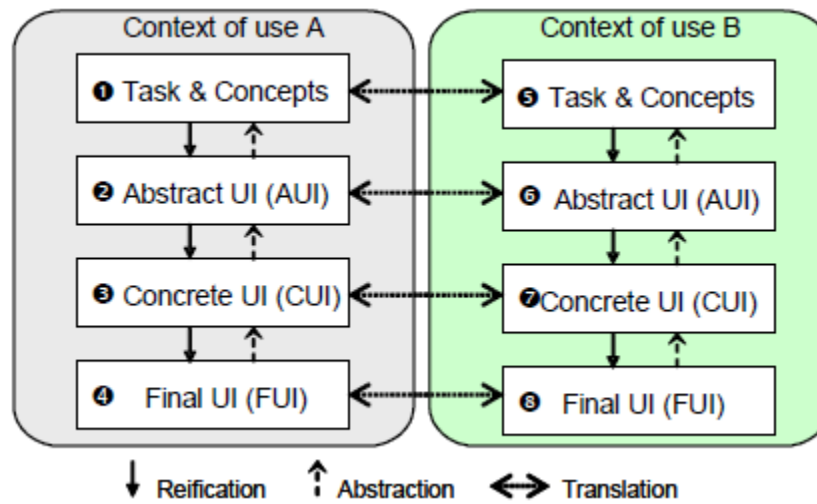 Context of use A
Context of use B
❶ Task & Concepts
❺ Task & Concepts
❷ Abstract UI (AUI)
❻ Abstract UI (AUI)
❸ Concrete UI (CUI)
❼Concrete UI (CUI)
❹ Final UI (FUI)
❽ Final UI (FUI)
Reification Abstraction Translation